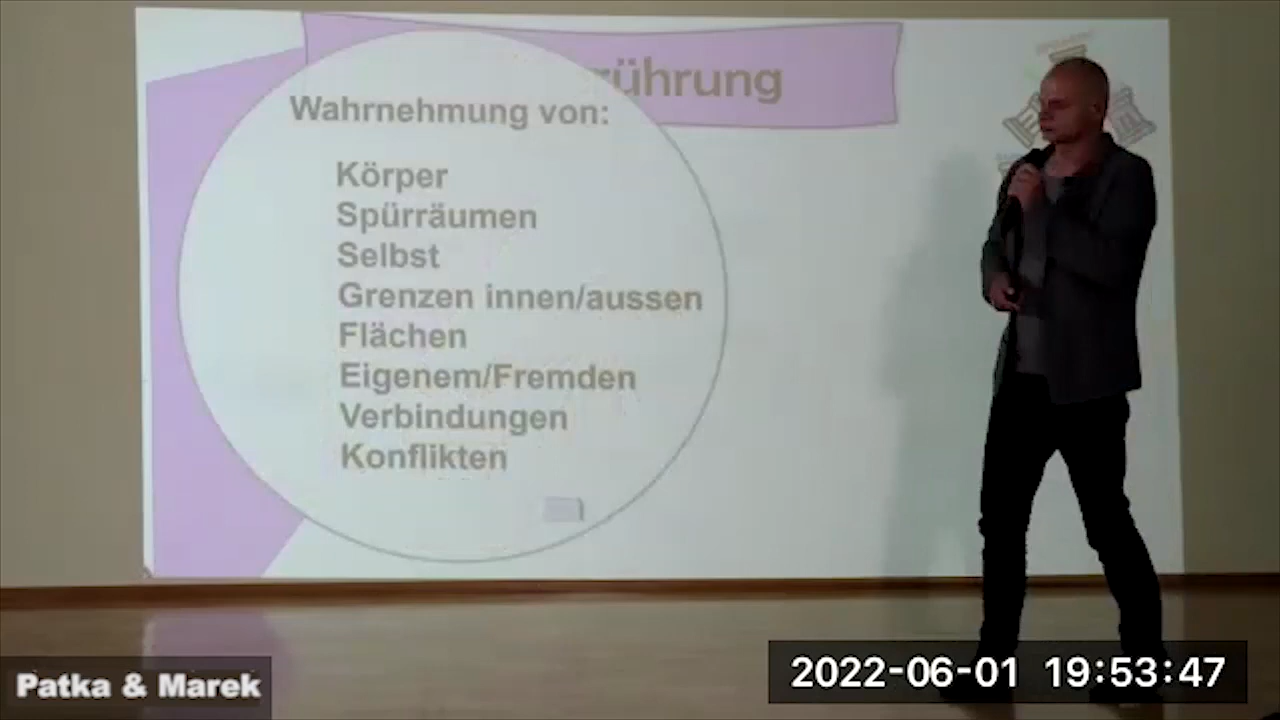 ührung
Wahrnehmung von:
Körper
Spürräumen
Selbst
Grenzen innen/aussen
Flächen
Eigenem/Fremden
Verbindungen
Konflikten
Patka & Marek
2022-06-01 19:53:47